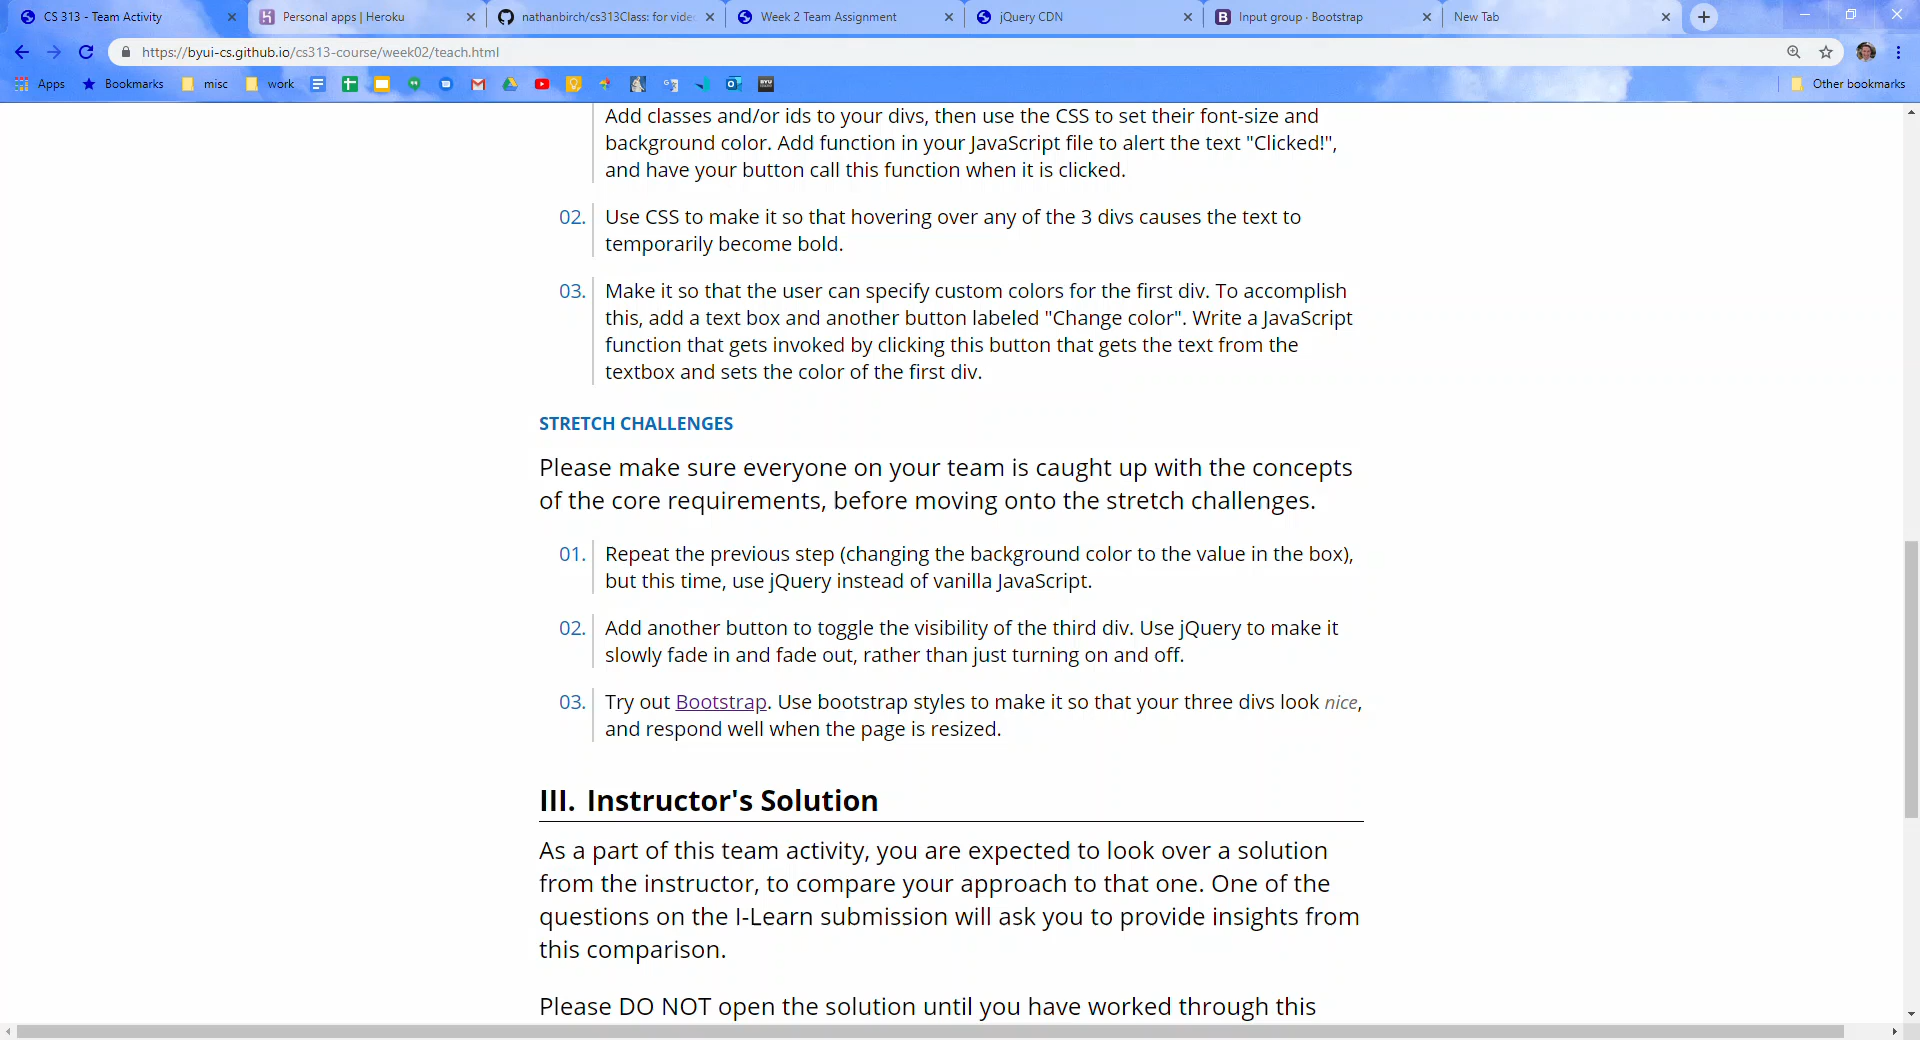 CS 313 - Team Activity
Personal apps | Heroku
nathanbirch/cs313Class: for vide
Week 2 Team Assignment
jQuery CDN
Input group · Bootstrap
New Tab
https://byui-cs.github.io/cs313-course/week02/teach.html
Apps
Bookmarks
misc
work
Other bookmarks
Add classes and/or ids to your divs, then use the CSS to set their font-size and
background color. Add function in your JavaScript file to alert the text "Clicked!",
and have your button call this function when it is clicked.
02. Use CSS to make it so that hovering over any of the 3 divs causes the text to
temporarily become bold.
03. Make it so that the user can specify custom colors for the first div. To accomplish
this, add a text box and another button labeled "Change color". Write a JavaScript
function that gets invoked by clicking this button that gets the text from the
textbox and sets the color of the first div.
STRETCH CHALLENGES
Please make sure everyone on your team is caught up with the concepts
of the core requirements, before moving onto the stretch challenges.
01. Repeat the previous step (changing the background color to the value in the box),
but this time, use jQuery instead of vanilla JavaScript.
02. Add another button to toggle the visibility of the third div. Use jQuery to make it
slowly fade in and fade out, rather than just turning on and off.
03. Try out Bootstrap. Use bootstrap styles to make it so that your three divs look nice,
and respond well when the page is resized.
III. Instructor's Solution
As a part of this team activity, you are expected to look over a solution
from the instructor, to compare your approach to that one. One of the
questions on the I-Learn submission will ask you to provide insights from
this comparison.
Please DO NOT open the solution until you have worked through this